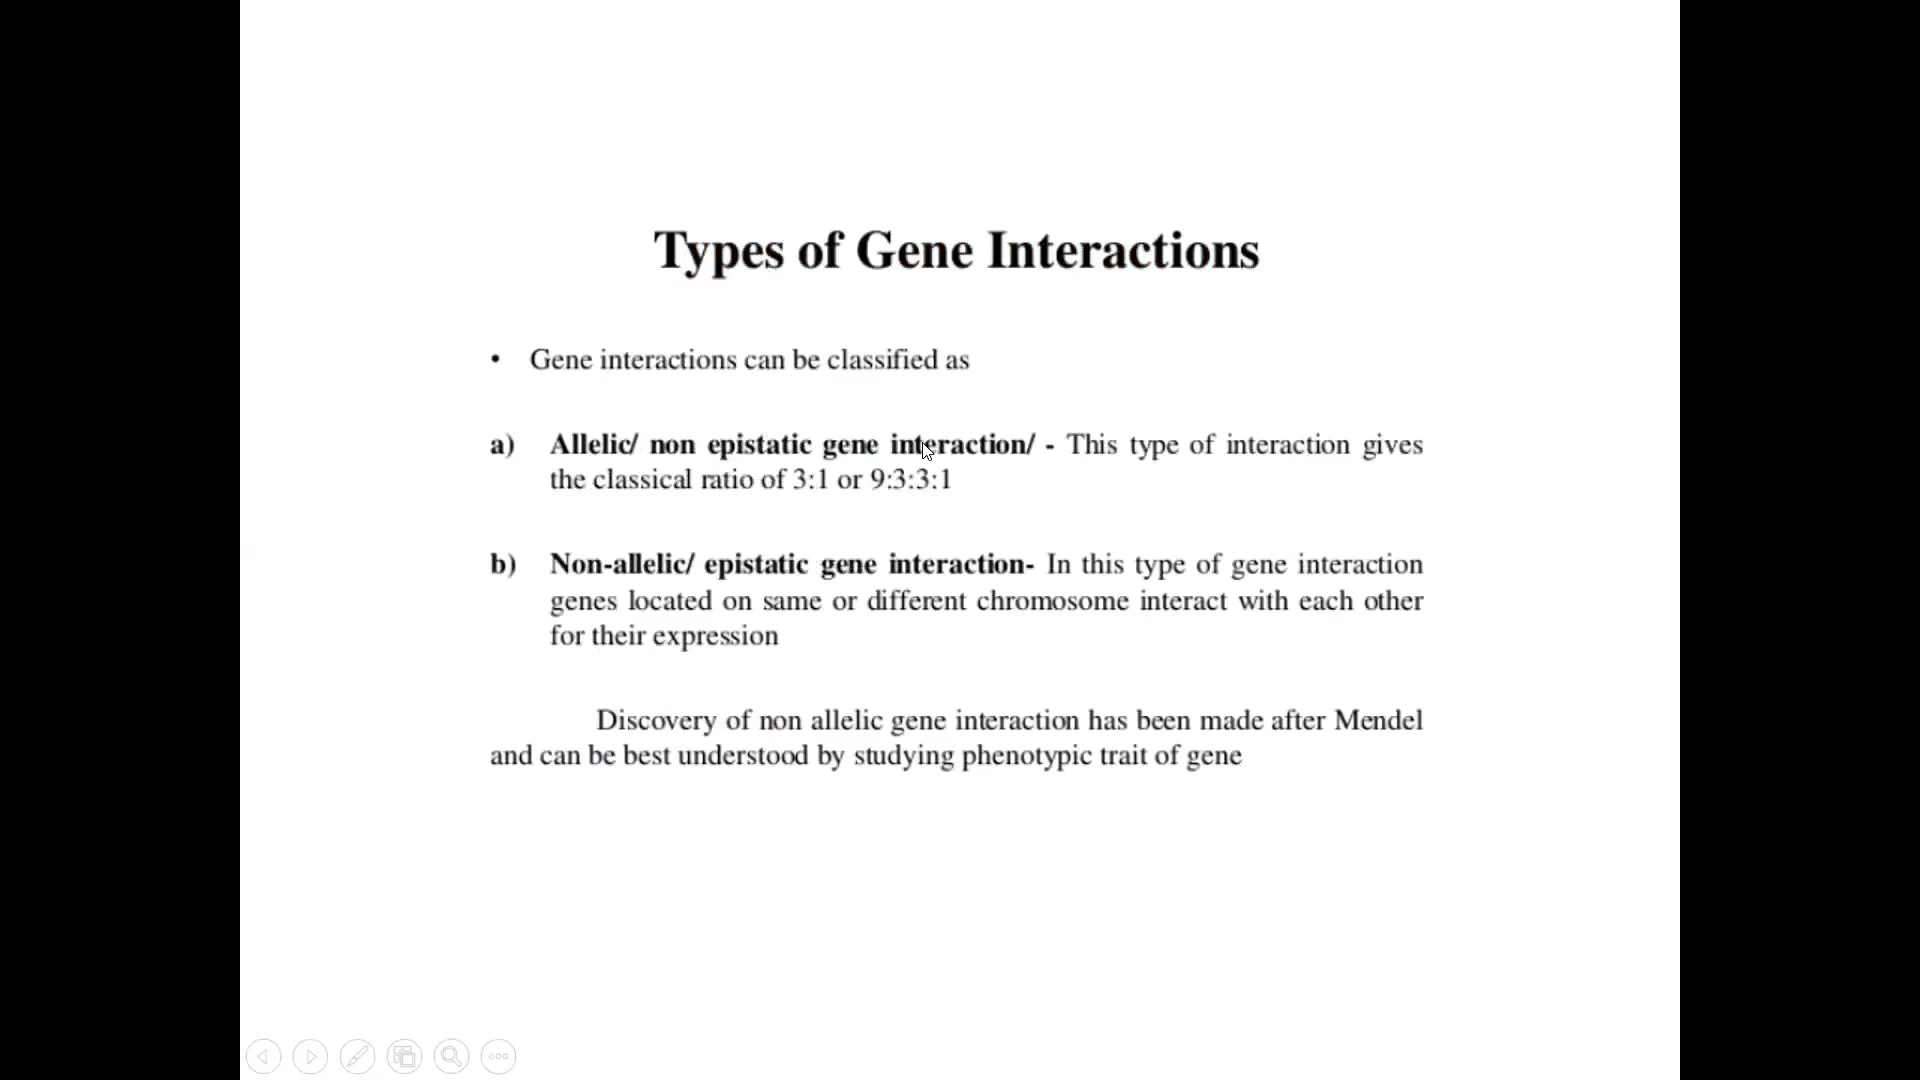 Types of Gene Interactions
• Gene interactions can be classified as
a) Allelic/ non epistatic gene interaction/ - This type of interaction gives
the classical ratio of 3:1 or 9:3:3:1
b) Non-allelic/ epistatic gene interaction- In this type of gene interaction
genes located on same or different chromosome interact with each other
for their expression
Discovery of non allelic gene interaction has been made after Mendel
and can be best understood by studying phenotypic trait of gene